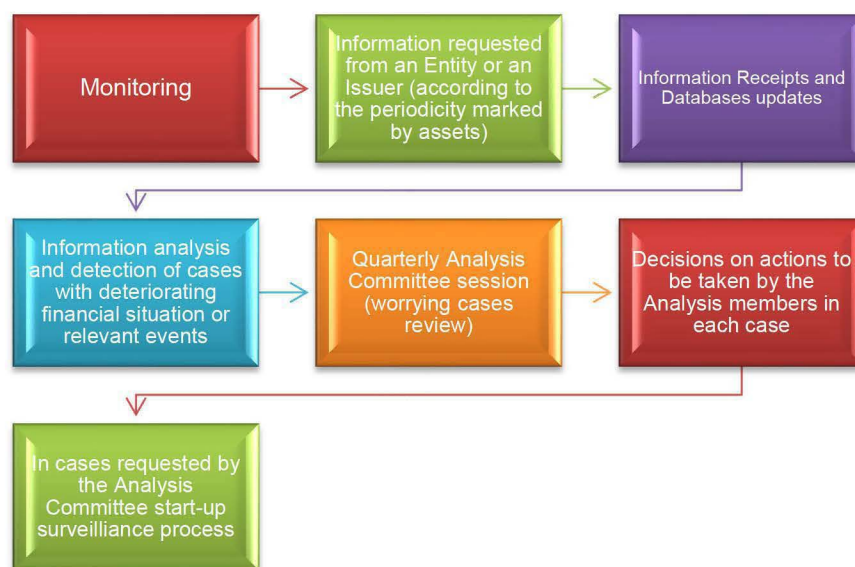 Monitoring
Information requested
from an Entity or an
Issuer (according to
the periodicity marked
by assets)
Information Receipts and
Databases updates
Information analysis
and detection of cases
with deteriorating
financial situation or
relevant events
Quarterly Analysis
Committee session
(worrying cases
review)
Decisions on actions to
be taken by the
Analysis members in
each case
In cases requested by
the Analysis
Committee start-up
surveilliance process